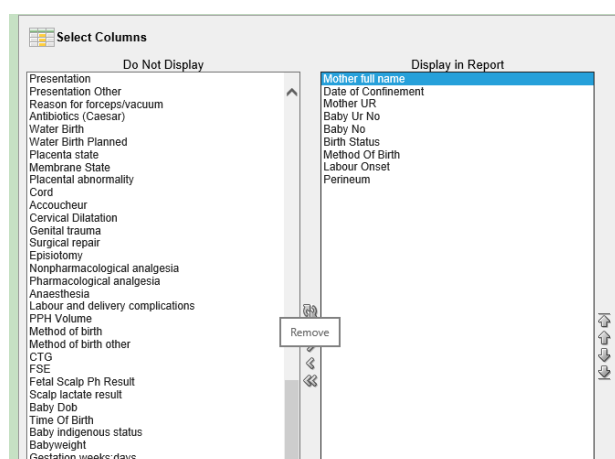 Select Columns
Do Not Display
Presentation
Presentation Other
Reason for forceps/vacuum
Antibiotics (Caesar)
Water Birth
Water Birth Planned
Placenta state
Membrane State
Placental abnormality
Cord
Accoucheur
Cervical Dilatation
Genital trauma
Surgical repair
Episiotomy
Nonpharmacological analgesia
Pharmacological analgesia
Anaesthesia
Labour and delivery complications
PPH Volume
Method of birth
Method of birth other
CTG
FSE
Fetal Scalp Ph Result
Scalp lactate result
Baby Dob
Time Of Birth
Baby indigenous status
Babyweight
Gestation weeks:days
Remove
Display in Report
Mother full name
Date of Confinement
Mother UR
Baby Ur No
Baby No
Birth Status
Method Of Birth
Labour Onset
Perineum